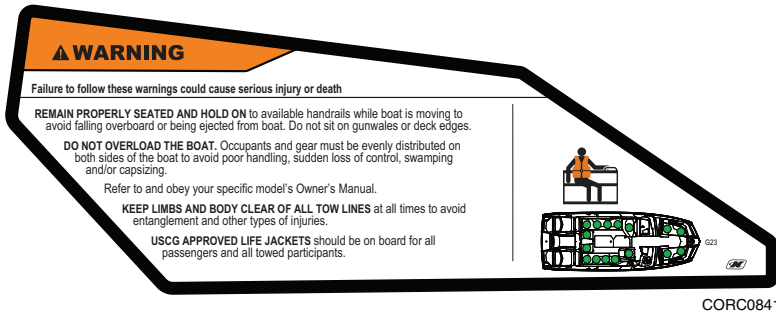 WARNING
Failure to follow these warnings could cause serious injury or death
REMAIN PROPERLY SEATED AND HOLD ON to available handrails while boat is moving to
avoid falling overboard or being ejected from boat. Do not sit on gunwales or deck edges.
DO NOT OVERLOAD THE BOAT. Occupants and gear must be evenly distributed on
both sides of the boat to avoid poor handling, sudden loss of control, swamping
and/or capsizing.
Refer to and obey your specific model's Owner's Manual.
KEEP LIMBS AND BODY CLEAR OF ALL TOW LINES at all times to avoid
entanglement and other types of injuries.
USCG APPROVED LIFE JACKETS should be on board for all
passengers and all towed participants.
G23
CORC0841